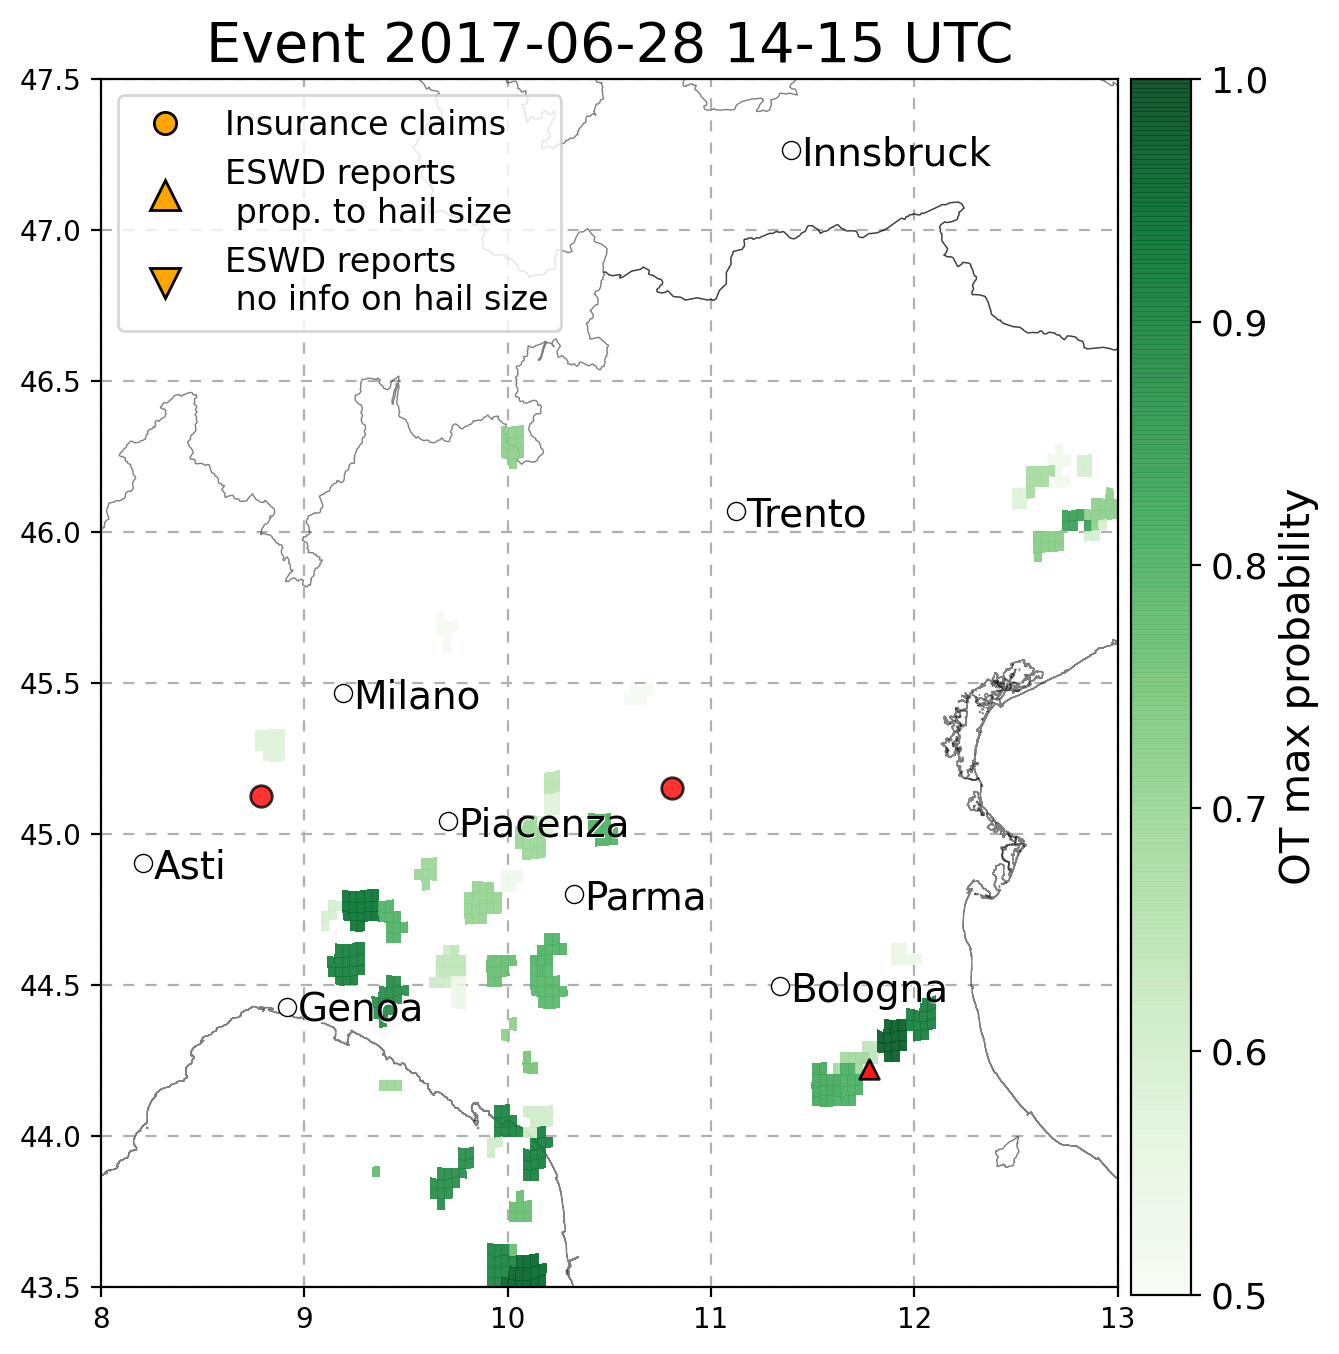 Event 2017-06-28 14-15 UTC
Insurance claims
ESWD reports
prop. to hail size
ESWD reports
no info on hail size
Innsbruck
Trento
Milano
Piacenza
Asti
Parma
Genoa
Bologna
47.5
47.0
46.5
46.0
45.5
45.0
44.5
44.0
43.5
8
9
10
11
12
13
1.0
0.9
0.8
0.7
0.6
0.5
OT max probability